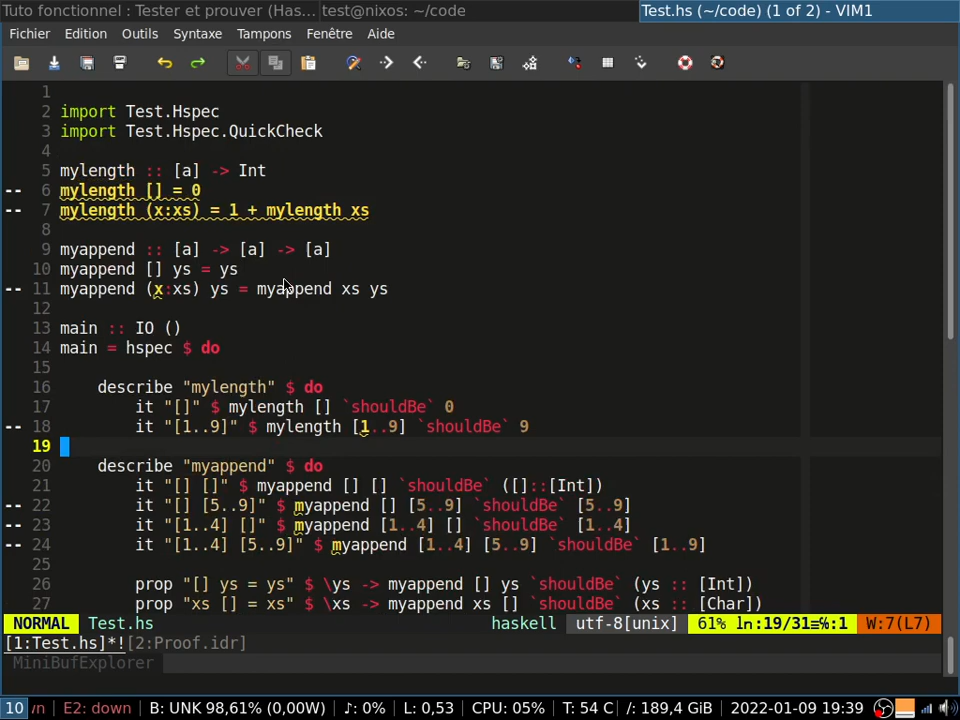 Tuto fonctionnel : Tester et prouver (Has... test@nixos: ~/code Test.hs (~/code) (1 of 2) - VIM1
Fichier Edition Outils Syntaxe Tampons Fenêtre Aide
1
2 import Test.Hspec
3 import Test.Hspec.QuickCheck
4
5 mylength :: [a] -> Int
-- 6 mylength [] = 0
-- 7 mylength (x:xs) = 1 + mylength xs
8
9 myappend :: [a] -> [a] -> [a]
10 myappend [] ys = ys
-- 11 myappend (x:xs) ys = myappend xs ys
12
13 main :: IO ()
14 main = hspec $ do
15
16 describe "mylength" $ do
17 it "[]" $ mylength [] `shouldBe` 0
-- 18 it "[1..9]" $ mylength [1..9] `shouldBe` 9
19
20 describe "myappend" $ do
21 it "[] []" $ myappend [] [] `shouldBe` ([]::[Int])
-- 22 it "[] [5..9]" $ myappend [] [5..9] `shouldBe` [5..9]
-- 23 it "[1..4] []" $ myappend [1..4] [] `shouldBe` [1..4]
-- 24 it "[1..4] [5..9]" $ myappend [1..4] [5..9] `shouldBe` [1..9]
25
26 prop "[] ys = ys" $ \ys -> myappend [] ys `shouldBe` (ys :: [Int])
27 prop "xs [] = xs" $ \xs -> myappend xs [] `shouldBe` (xs :: [Char])
NORMAL Test.hs haskell utf-8[unix] 61% ln:19/31≡℅:1 W:7(L7)
[1:Test.hs]*![2:Proof.idr]
MiniBufExplorer
10 wn E2: down B: UNK 98,61% (0,00W) ♪: 0% L: 0,53 CPU: 05% T: 54 C /: 189,4 GiB 2022-01-09 19:39